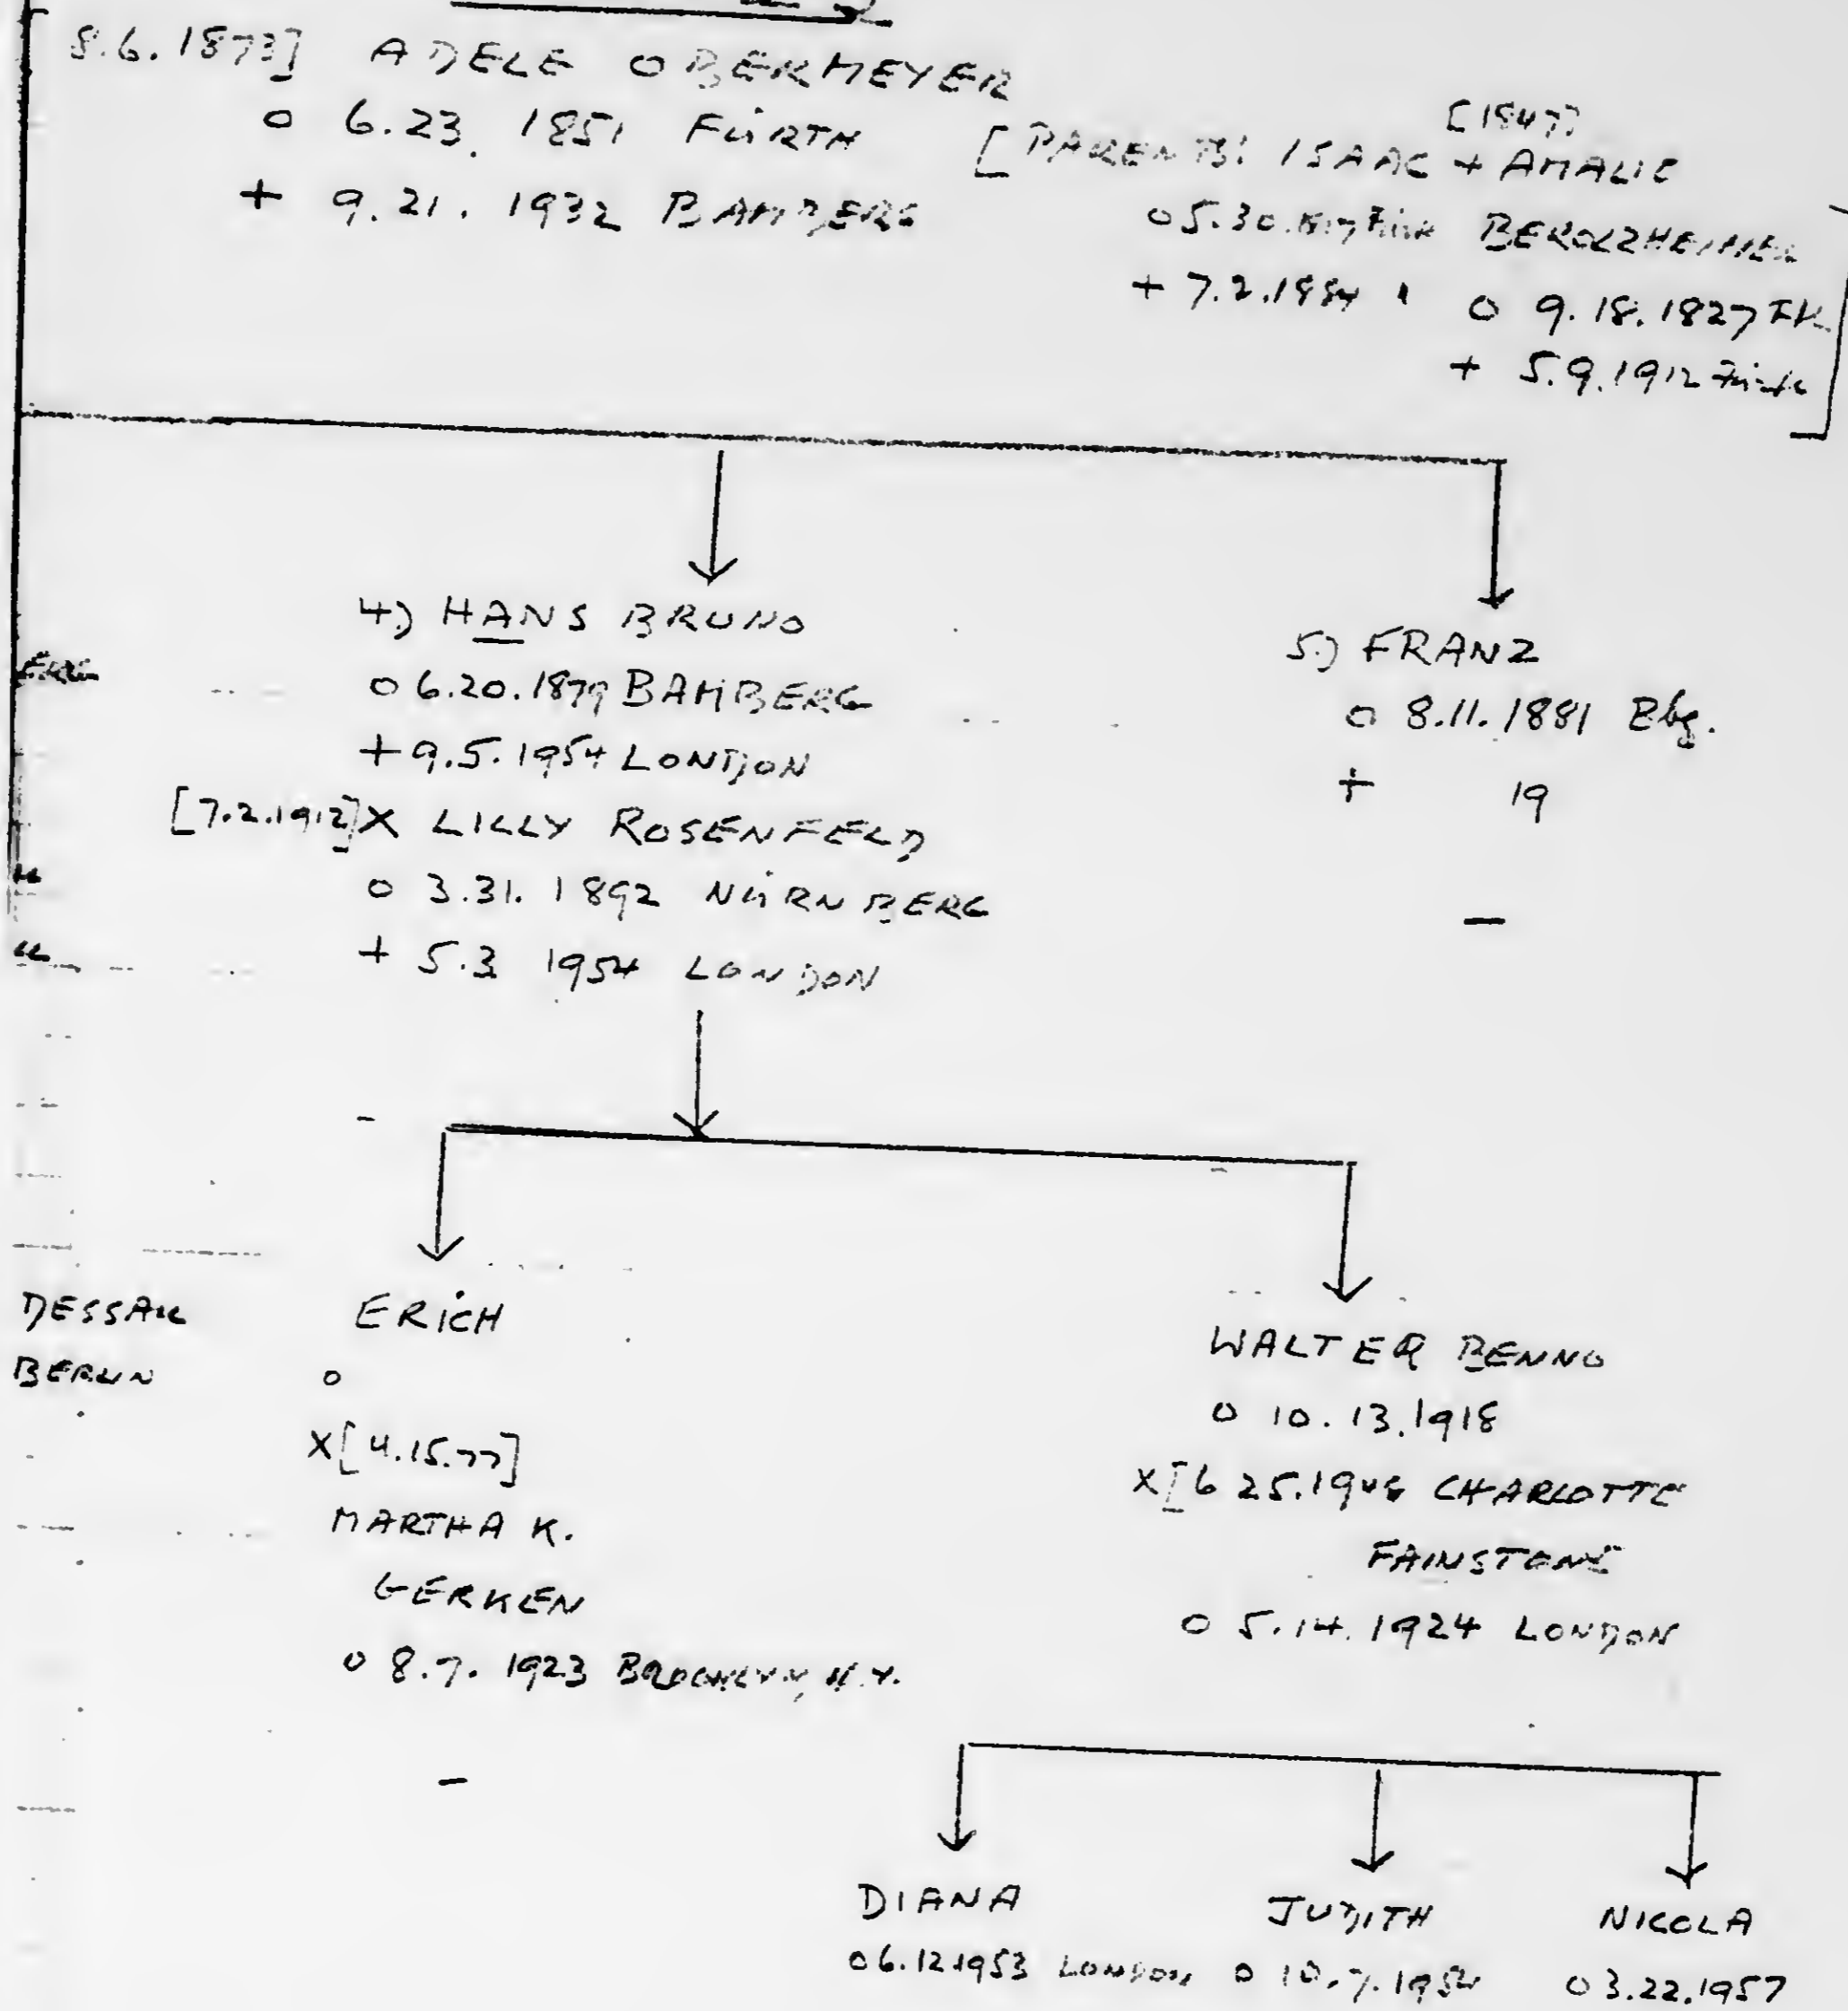 8.6.1873] ADELE OBERMEYER
o 6.23. 1851 FÜRTH
+ 9.21. 1932 BAMBERG
[1847]
[PARENTS: ISAAC + AMALIE
o 5.30. BEROLZHEIMER
+ 7.2.1884 " o 9.18.1827
+ 5.9.1912 Fürth]
4.) HANS BRUNO
o 6.20.1879 BAMBERG
+ 9.5.1954 LONDON
[7.2.1912] X LILLY ROSENFELD
o 3.31. 1892 NÜRNBERG
+ 5.3 1954 LONDON
5.) FRANZ
o 8.11.1881 Bbg.
+ 19
–
ERG
"
"
DESSAU
BERLIN
ERICH
o
X [4.15.77]
MARTHA K.
GERKEN
o 8.7. 1923 BROOKLYN, N.Y.
–
WALTER BENNO
o 10.13.1918
X [6 25. CHARLOTTE
FAINSTONE
o 5.14.1924 LONDON
DIANA
o 6.12.1953 LONDON
JUDITH
o 10.7.1954
NICOLA
o 3.22.1957